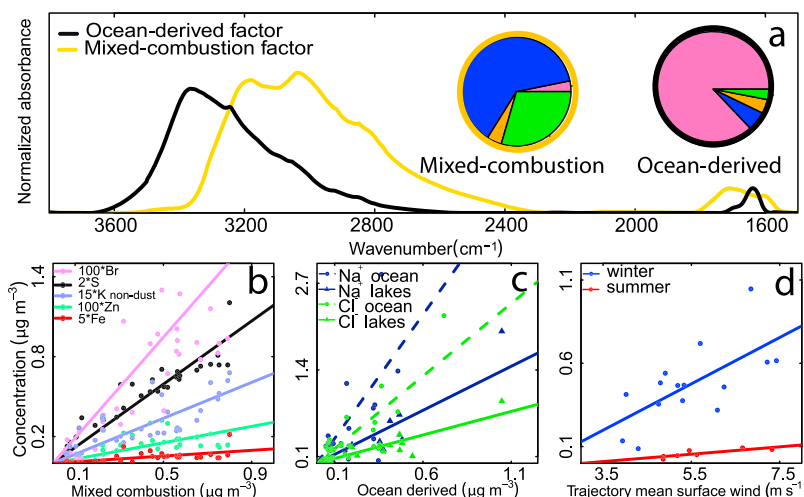 Normalized absorbance
Ocean-derived factor
Mixed-combustion factor
a
Mixed-combustion
Ocean-derived
3600 3200 2800 2400 2000 1600
Wavenumber(cm⁻¹)
Concentration (µg m⁻³)
1.4
0.8
0.2
100*Br
2*S
15*K non-dust
100*Zn
5*Fe
b
0.1 0.5 0.9
Mixed combustion (µg m⁻³)
2.7
1.4
0.1
Na⁺ ocean
Na⁺ lakes
Cl⁻ ocean
Cl⁻ lakes
c
0.1 0.6 1.1
Ocean derived (µg m⁻³)
1.1
0.6
0.1
winter
summer
d
3.5 5.5 7.5
Trajectory mean surface wind (m s⁻¹)